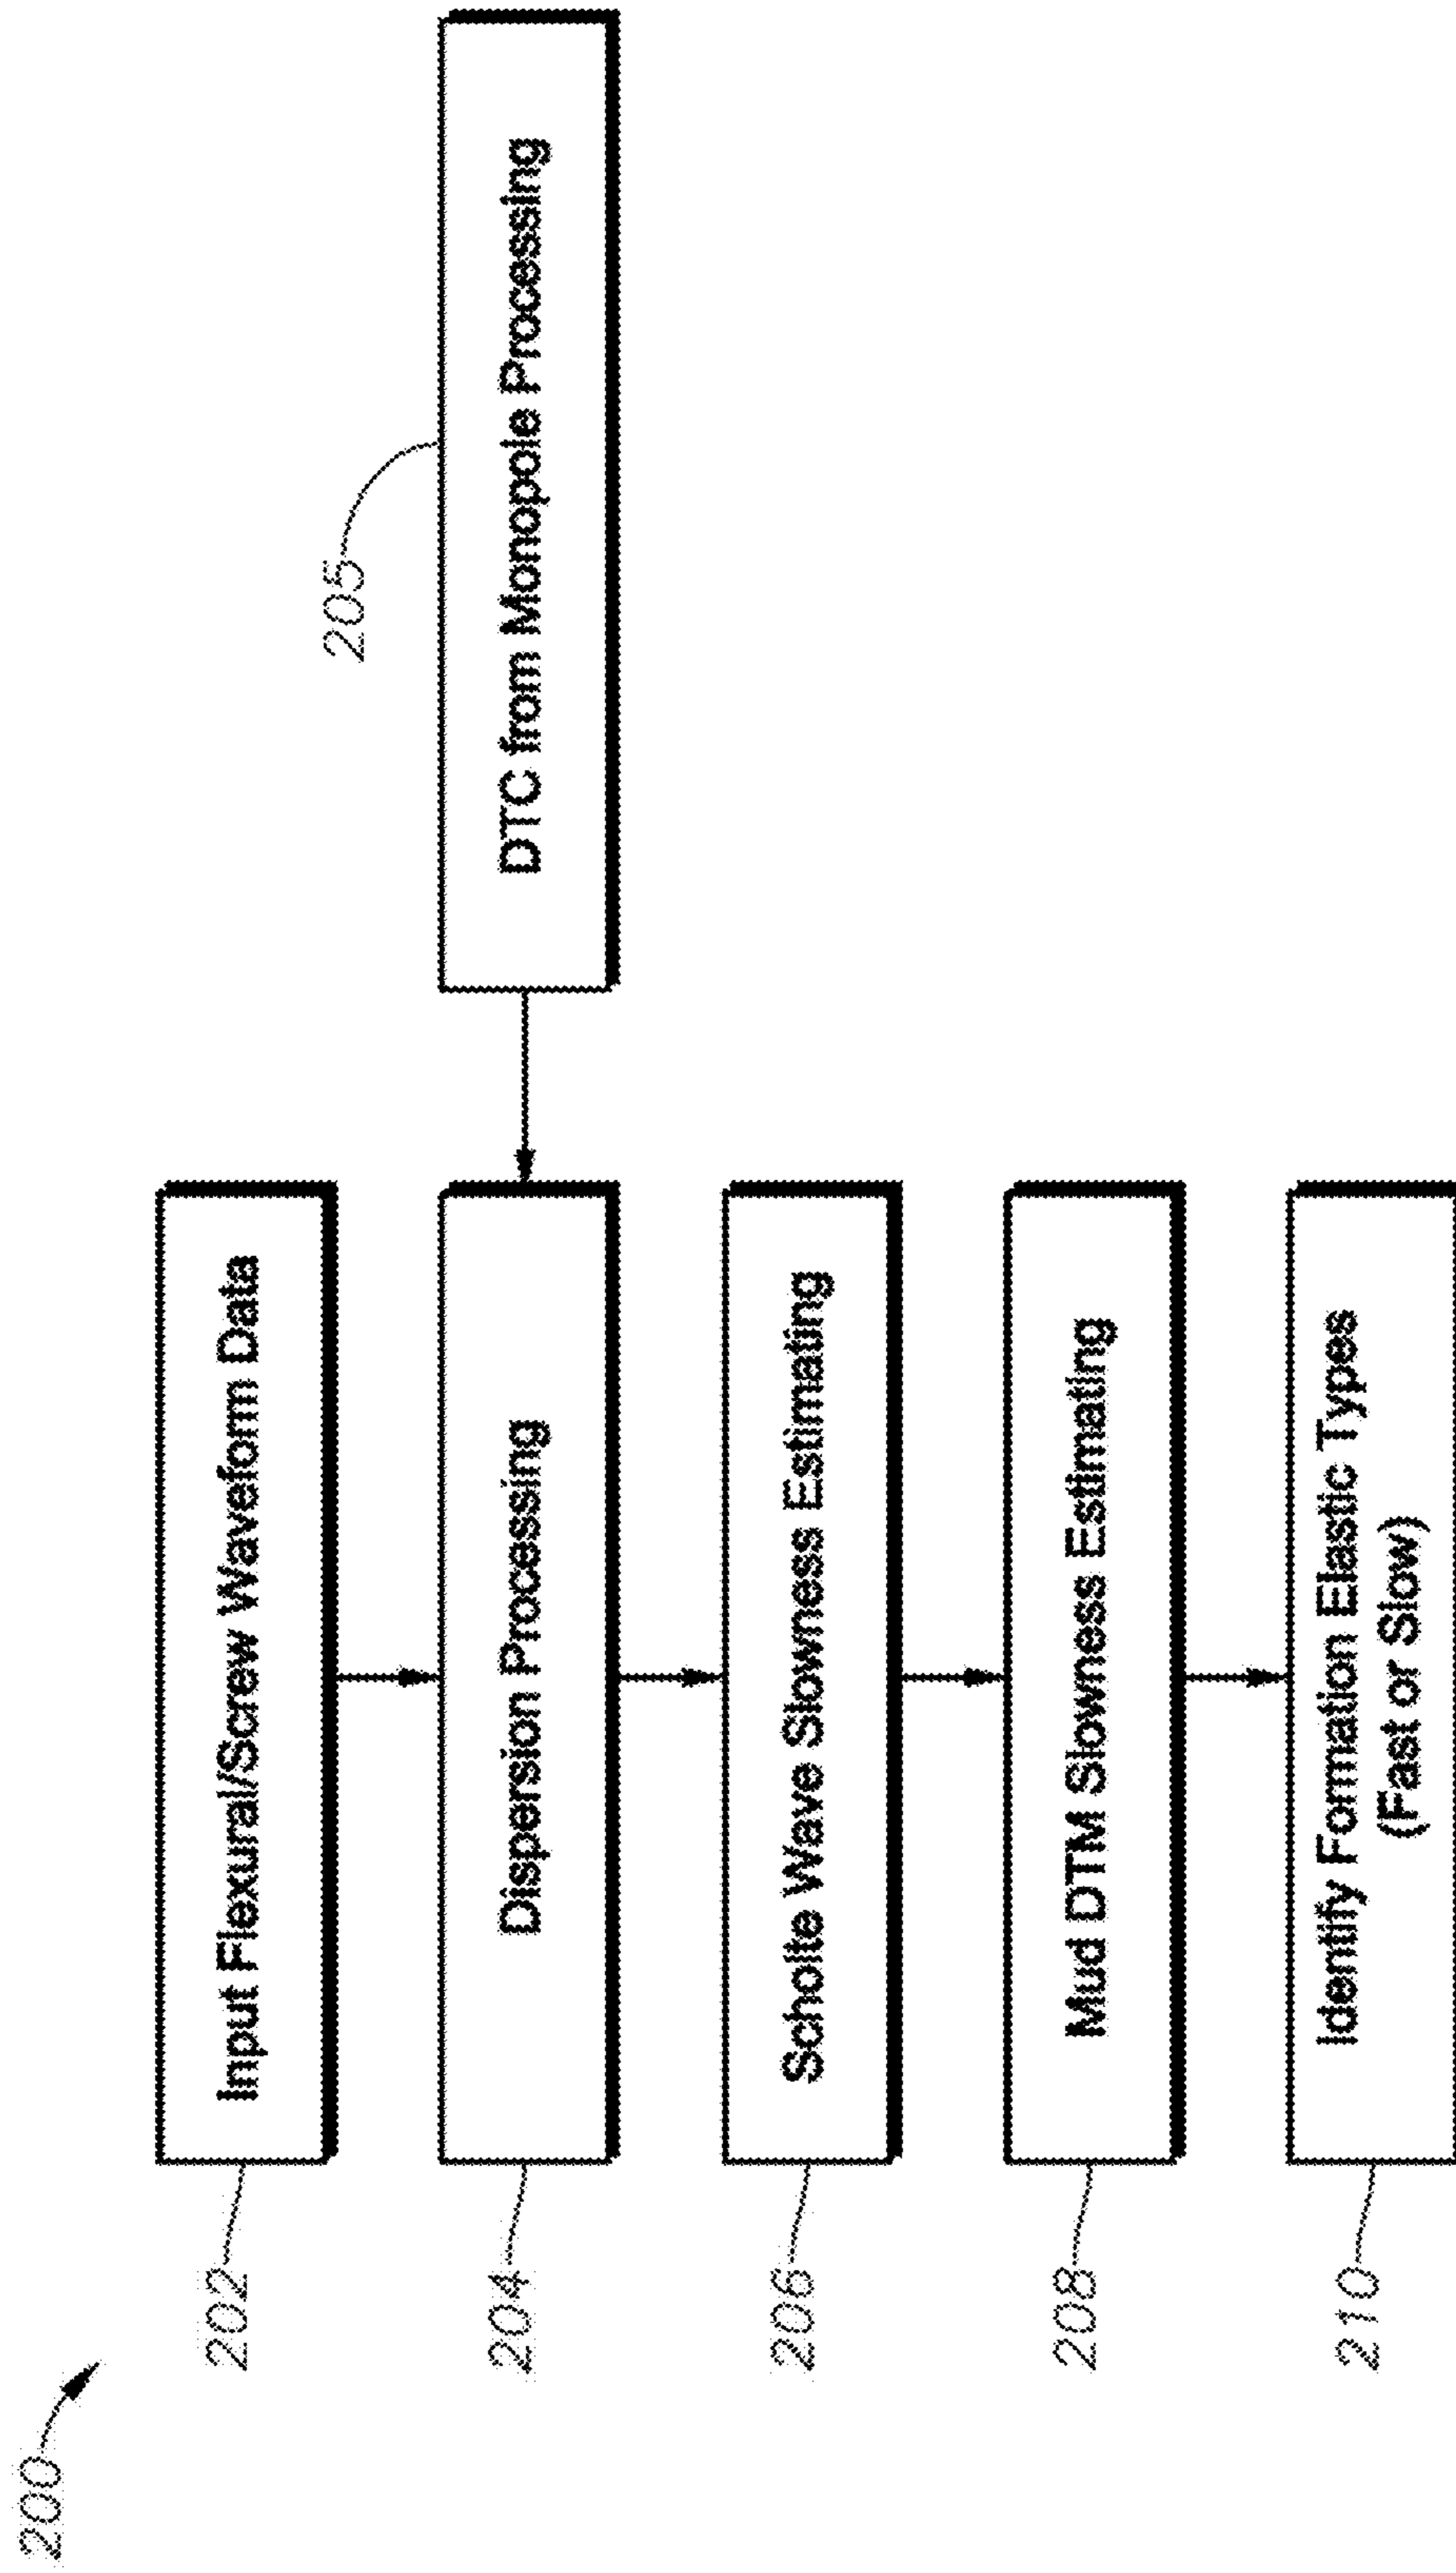 200
202
Input Flexural/Screw Waveform Data
204
Dispersion Processing
205
DTC from Monopole Processing
206
Scholte Wave Slowness Estimating
208
Mud DTM Slowness Estimating
210
Identify Formation Elastic Types
(Fast or Slow)